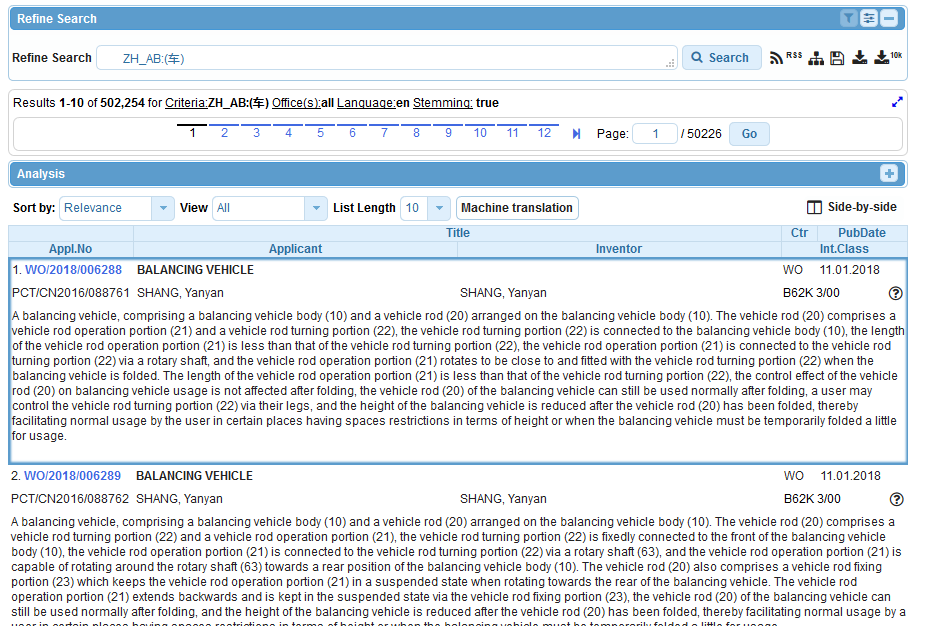 Refine Search
Refine Search ZH_AB:(车) Search RSS 10k
Results 1-10 of 502,254 for Criteria:ZH_AB:(车) Office(s):all Language:en Stemming: true
1 2 3 4 5 6 7 8 9 10 11 12 Page: 1 / 50226 Go
Analysis
Sort by: Relevance View All List Length 10 Machine translation Side-by-side
Title Ctr PubDate
Appl.No Applicant Inventor Int.Class
1. WO/2018/006288 BALANCING VEHICLE WO 11.01.2018
PCT/CN2016/088761 SHANG, Yanyan SHANG, Yanyan B62K 3/00
A balancing vehicle, comprising a balancing vehicle body (10) and a vehicle rod (20) arranged on the balancing vehicle body (10). The vehicle rod (20) comprises a
vehicle rod operation portion (21) and a vehicle rod turning portion (22), the vehicle rod turning portion (22) is connected to the balancing vehicle body (10), the length
of the vehicle rod operation portion (21) is less than that of the vehicle rod turning portion (22), the vehicle rod operation portion (21) is connected to the vehicle rod
turning portion (22) via a rotary shaft, and the vehicle rod operation portion (21) rotates to be close to and fitted with the vehicle rod turning portion (22) when the
balancing vehicle is folded. The length of the vehicle rod operation portion (21) is less than that of the vehicle rod turning portion (22), the control effect of the vehicle
rod (20) on balancing vehicle usage is not affected after folding, the vehicle rod (20) of the balancing vehicle can still be used normally after folding, a user may
control the vehicle rod turning portion (22) via their legs, and the height of the balancing vehicle is reduced after the vehicle rod (20) has been folded, thereby
facilitating normal usage by the user in certain places having spaces restrictions in terms of height or when the balancing vehicle must be temporarily folded a little
for usage.
2. WO/2018/006289 BALANCING VEHICLE WO 11.01.2018
PCT/CN2016/088762 SHANG, Yanyan SHANG, Yanyan B62K 3/00
A balancing vehicle, comprising a balancing vehicle body (10) and a vehicle rod (20) arranged on the balancing vehicle body (10). The vehicle rod (20) comprises a
vehicle rod turning portion (22) and a vehicle rod operation portion (21), the vehicle rod turning portion (22) is fixedly connected to the front of the balancing vehicle
body (10), the vehicle rod operation portion (21) is connected to the vehicle rod turning portion (22) via a rotary shaft (63), and the vehicle rod operation portion (21) is
capable of rotating around the rotary shaft (63) towards a rear position of the balancing vehicle body (10). The vehicle rod (20) also comprises a vehicle rod fixing
portion (23) which keeps the vehicle rod operation portion (21) in a suspended state when rotating towards the rear of the balancing vehicle. The vehicle rod
operation portion (21) extends backwards and is kept in the suspended state via the vehicle rod fixing portion (23), the vehicle rod (20) of the balancing vehicle can
still be used normally after folding, and the height of the balancing vehicle is reduced after the vehicle rod (20) has been folded, thereby facilitating normal usage by a
user in certain places having spaces restrictions in terms of height or when the balancing vehicle must be temporarily folded a little for usage.